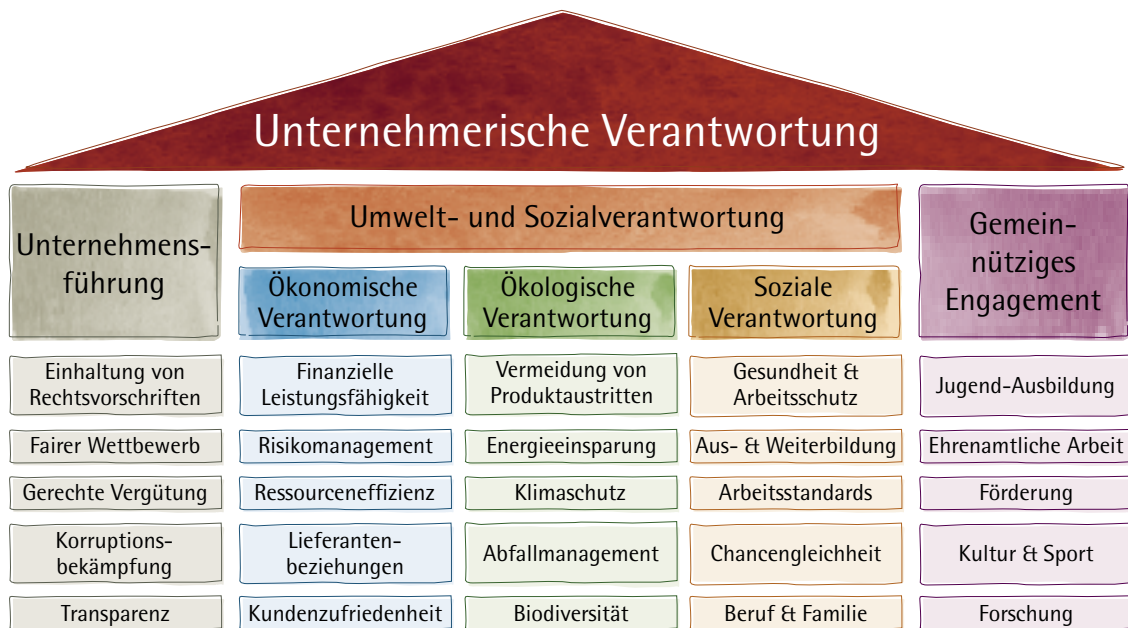 Unternehmerische Verantwortung
Unternehmens-
führung
Einhaltung von
Rechtsvorschriften
Fairer Wettbewerb
Gerechte Vergütung
Korruptions-
bekämpfung
Transparenz
Umwelt- und Sozialverantwortung
Ökonomische
Verantwortung
Finanzielle
Leistungsfähigkeit
Risikomanagement
Ressourceneffizienz
Lieferanten-
beziehungen
Kundenzufriedenheit
Ökologische
Verantwortung
Vermeidung von
Produktaustritten
Energieeinsparung
Klimaschutz
Abfallmanagement
Biodiversität
Soziale
Verantwortung
Gesundheit &
Arbeitsschutz
Aus- & Weiterbildung
Arbeitsstandards
Chancengleichheit
Beruf & Familie
Gemein-
nütziges
Engagement
Jugend-Ausbildung
Ehrenamtliche Arbeit
Förderung
Kultur & Sport
Forschung